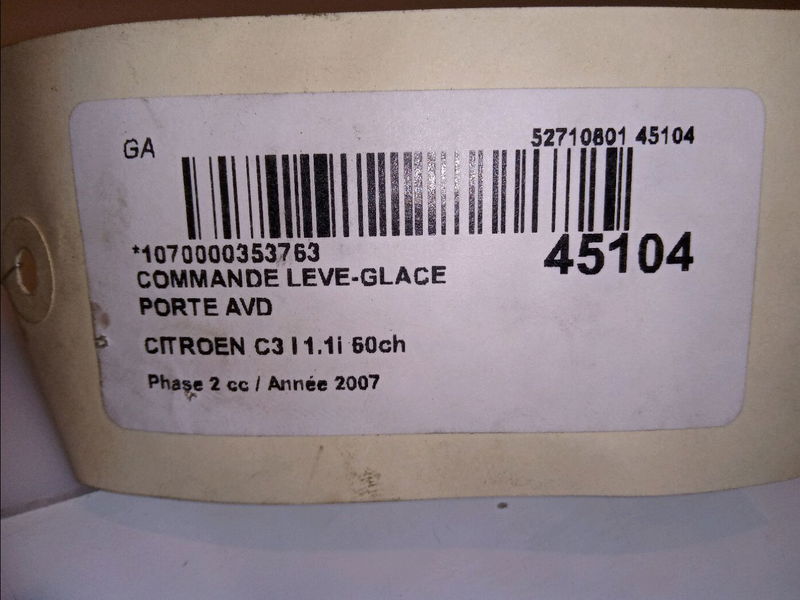 GA
52710801 45104
*1070000353763
45104
COMMANDE LEVE-GLACE
PORTE AVD
CITROEN C3 I 1.1i 60ch
Phase 2 cc / Année 2007